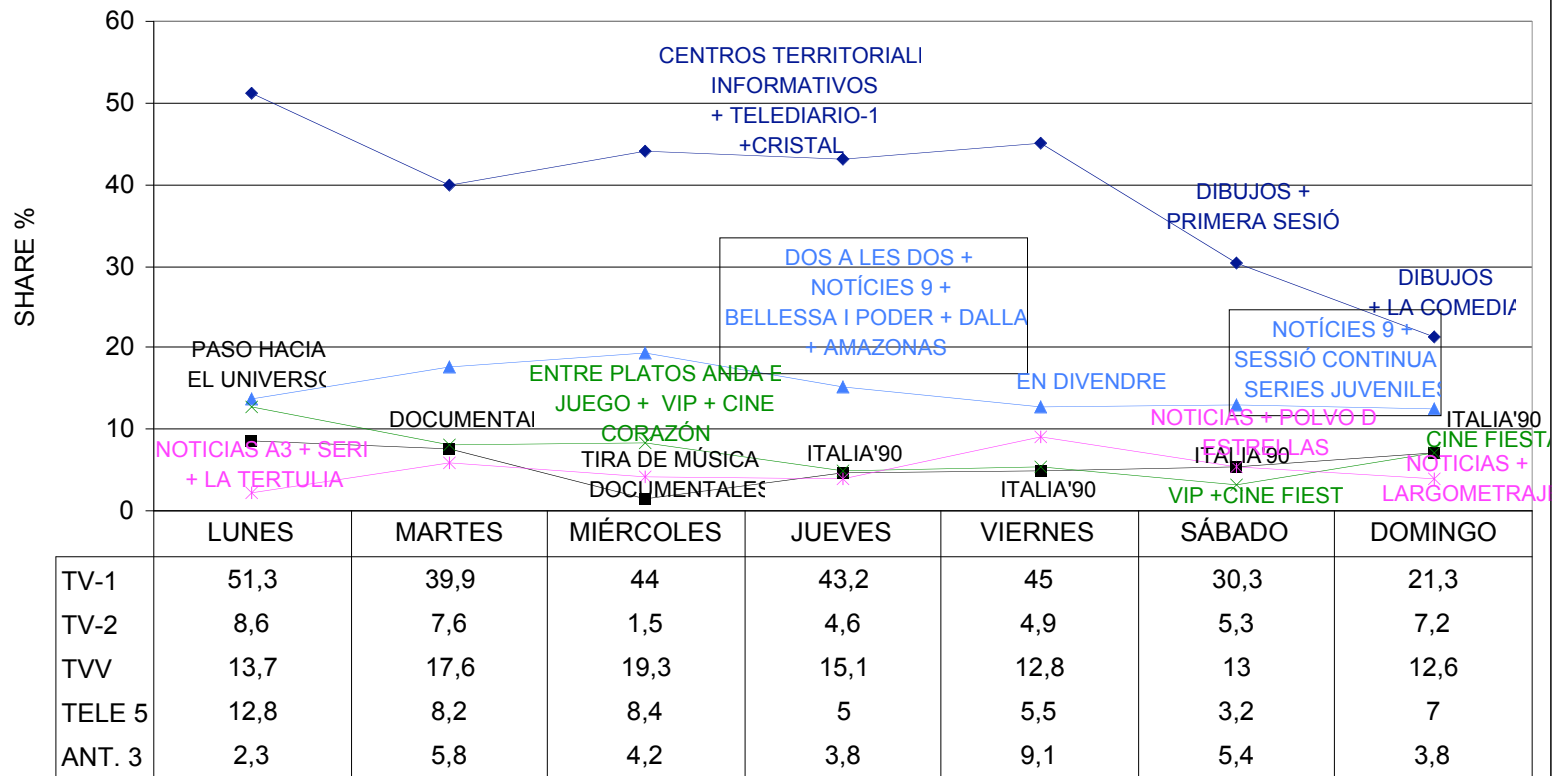 60
50
40
30
20
10
0
SHARE %
CENTROS TERRITORIALI
INFORMATIVOS
+ TELEDIARIO-1
+CRISTAL
DIBUJOS +
PRIMERA SESIÓ
DIBUJOS
+ LA COMEDIA
DOS A LES DOS +
NOTÍCIES 9 +
BELLESSA I PODER + DALLA
+ AMAZONAS
NOTÍCIES 9 +
SESSIÓ CONTINUA
SERIES JUVENILES
PASO HACIA
EL UNIVERSO
ENTRE PLATOS ANDA E
JUEGO + VIP + CINE
CORAZÓN
EN DIVENDRE
DOCUMENTAL
NOTICIAS + POLVO D
ESTRELLAS
ITALIA'90
CINE FIESTA
NOTICIAS A3 + SERI
+ LA TERTULIA
TIRA DE MÚSICA
DOCUMENTALES
ITALIA'90
ITALIA'90
ITALIA'90
VIP +CINE FIEST
NOTICIAS +
LARGOMETRAJE
LUNES MARTES MIÉRCOLES JUEVES VIERNES SÁBADO DOMINGO
TV-1 51,3 39,9 44 43,2 45 30,3 21,3
TV-2 8,6 7,6 1,5 4,6 4,9 5,3 7,2
TVV 13,7 17,6 19,3 15,1 12,8 13 12,6
TELE 5 12,8 8,2 8,4 5 5,5 3,2 7
ANT. 3 2,3 5,8 4,2 3,8 9,1 5,4 3,8